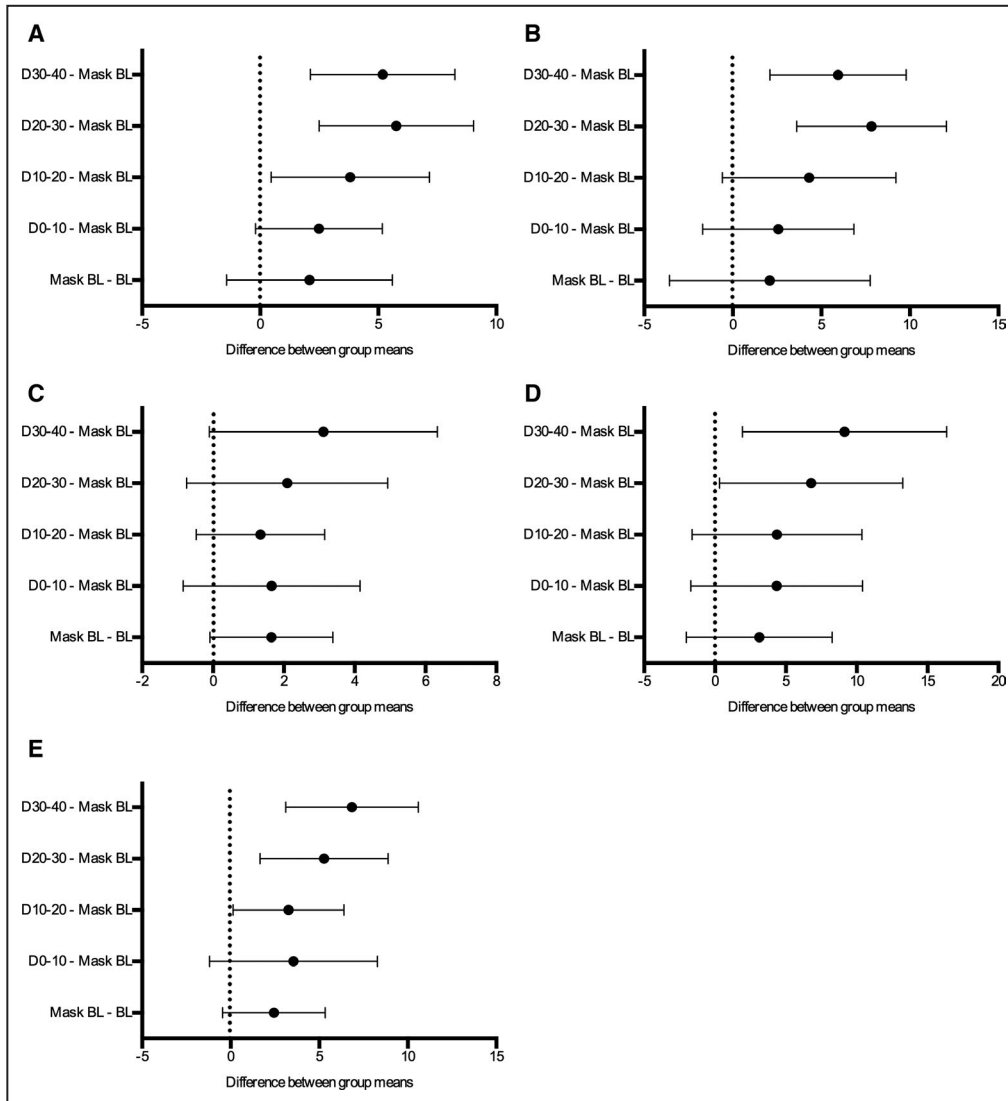 A
D30-40 - Mask BL
D20-30 - Mask BL
D10-20 - Mask BL
D0-10 - Mask BL
Mask BL - BL
-5 0 5 10
Difference between group means
B
D30-40 - Mask BL
D20-30 - Mask BL
D10-20 - Mask BL
D0-10 - Mask BL
Mask BL - BL
-5 0 5 10 15
Difference between group means
C
D30-40 - Mask BL
D20-30 - Mask BL
D10-20 - Mask BL
D0-10 - Mask BL
Mask BL - BL
-2 0 2 4 6 8
Difference between group means
D
D30-40 - Mask BL
D20-30 - Mask BL
D10-20 - Mask BL
D0-10 - Mask BL
Mask BL - BL
-5 0 5 10 15 20
Difference between group means
E
D30-40 - Mask BL
D20-30 - Mask BL
D10-20 - Mask BL
D0-10 - Mask BL
Mask BL - BL
-5 0 5 10 15
Difference between group means